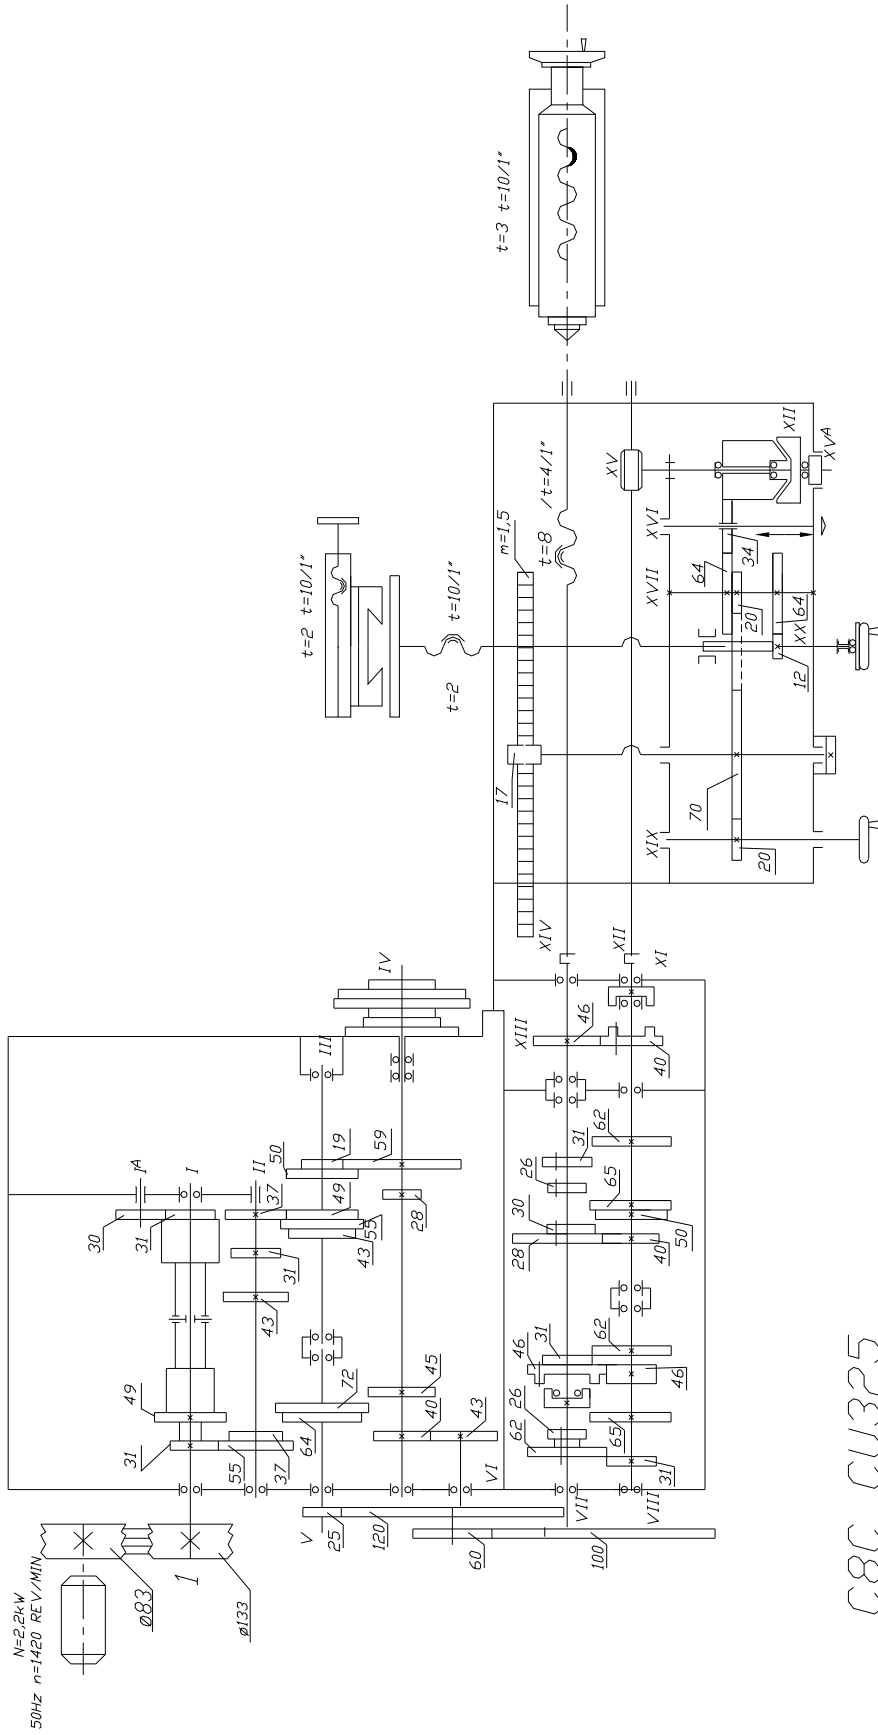 N=2,2kW
50Hz n=1420 REV/MIN
Ø83
1
Ø133
30
31
IA
I
II
37
31
43
49
31
55
37
III
50
19
59
49
55
43
28
IV
72
64
45
40
43
VI
V
25
120
60
100
VII
VIII
31
65
62
26
46
31
62
46
28
30
26
31
40
50
65
62
XIII
46
40
XI
XII
XIV
17
m=1,5
t=8 /t=4/1"
t=2
t=10/1"
t=2 t=10/1"
t=3 t=10/1"
XV
XVI
XVII
XII
XVA
34
64
20
64
XX
12
70
XIX
20
C8C CU325